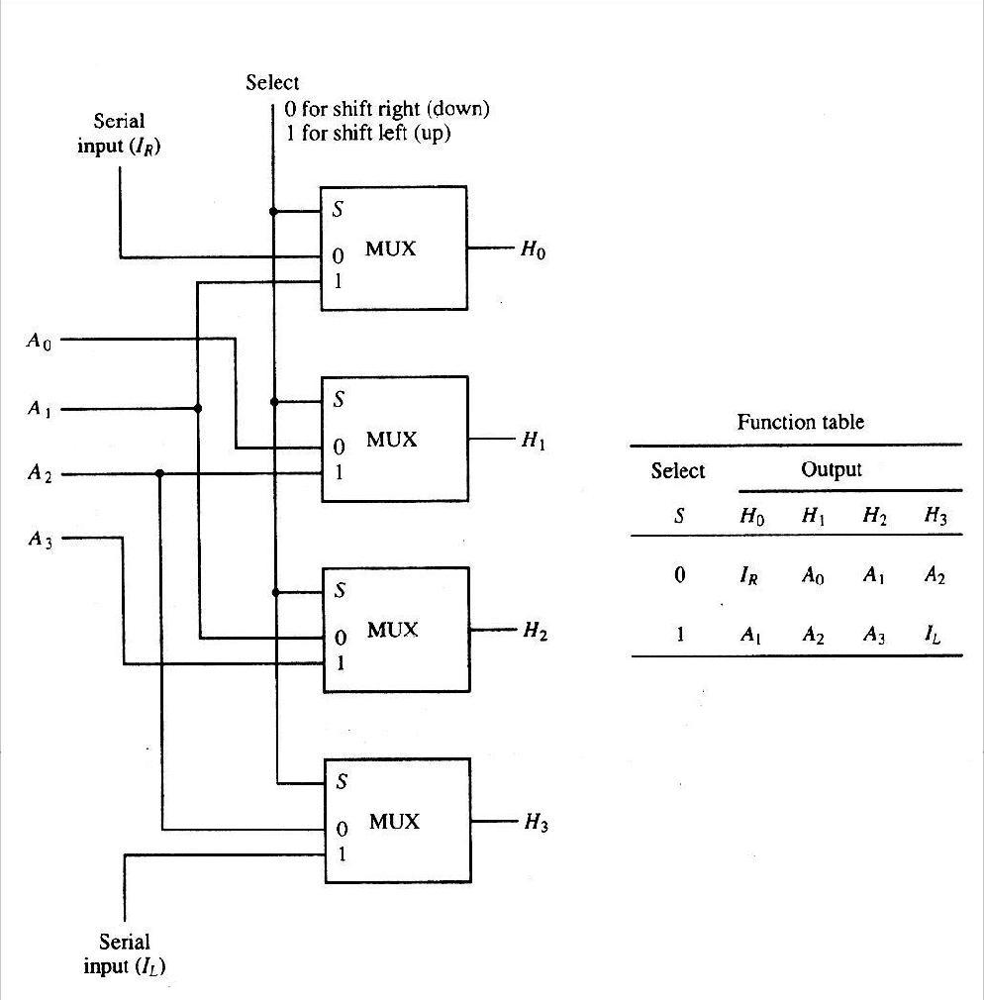 Select
0 for shift right (down)
1 for shift left (up)
Serial
input (I_R)
S
MUX
0
1
H_0
A_0
A_1
A_2
A_3
S
MUX
0
1
H_1
S
MUX
0
1
H_2
S
MUX
0
1
H_3
Serial
input (I_L)
Function table
Select Output
S H_0 H_1 H_2 H_3
0 I_R A_0 A_1 A_2
1 A_1 A_2 A_3 I_L